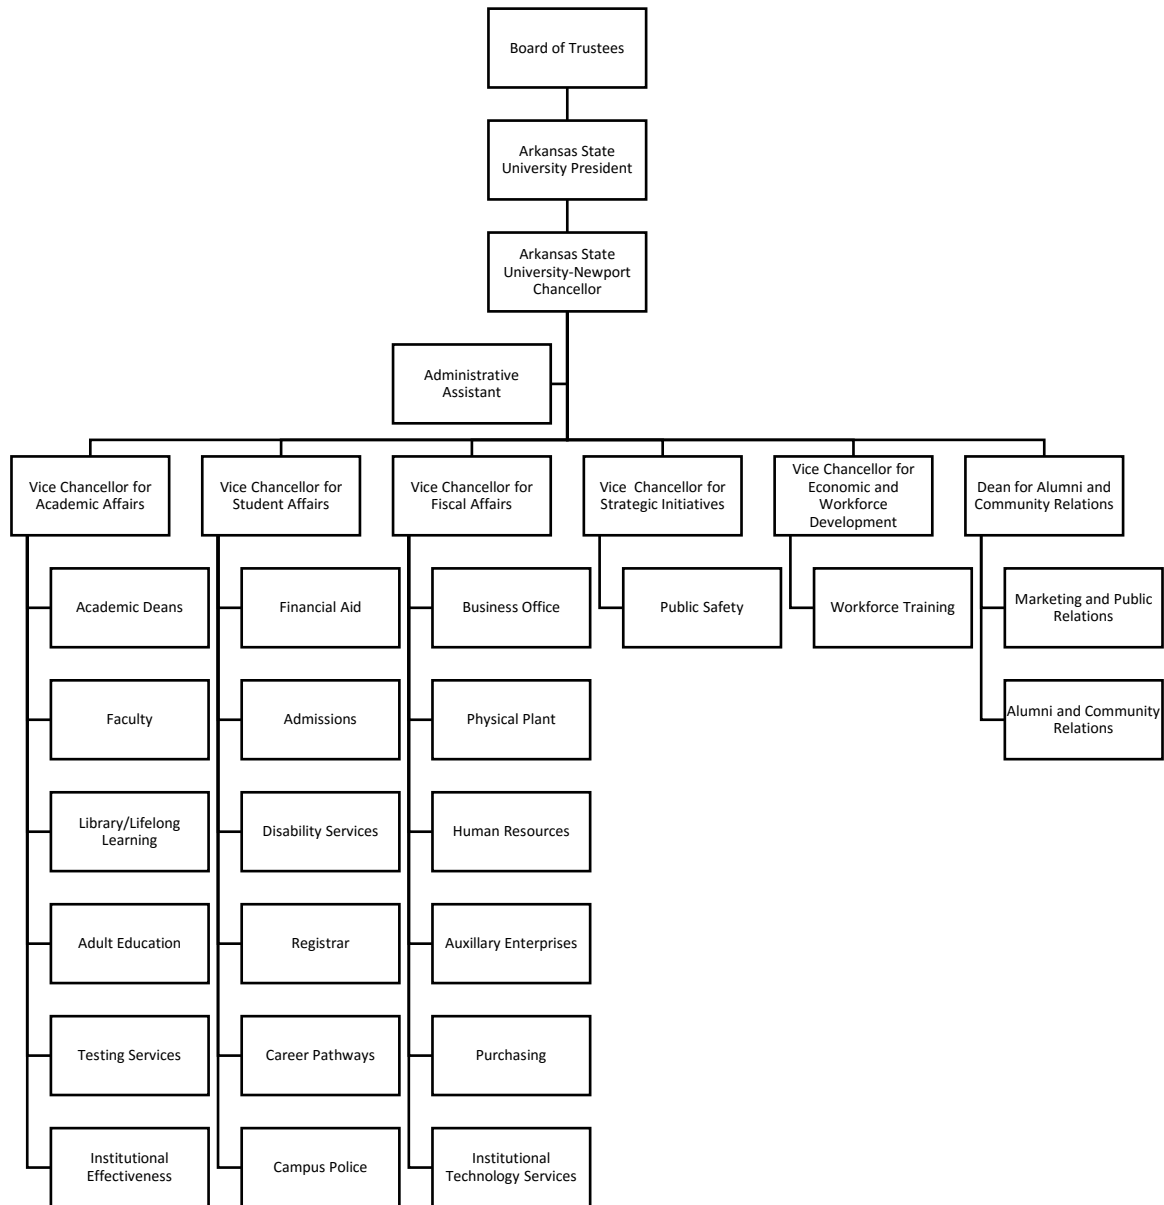 Board of Trustees
Arkansas State
University President
Arkansas State
University-Newport
Chancellor
Administrative
Assistant
Vice Chancellor for
Academic Affairs
Vice Chancellor for
Student Affairs
Vice Chancellor for
Fiscal Affairs
Vice  Chancellor for
Strategic Initiatives
Vice Chancellor for
Economic and
Workforce
Development
Dean for Alumni and
Community Relations
Academic Deans
Financial Aid
Business Office
Public Safety
Workforce Training
Marketing and Public
Relations
Faculty
Admissions
Physical Plant
Alumni and Community
Relations
Library/Lifelong
Learning
Disability Services
Human Resources
Adult Education
Registrar
Auxillary Enterprises
Testing Services
Career Pathways
Purchasing
Institutional
Effectiveness
Campus Police
Institutional
Technology Services